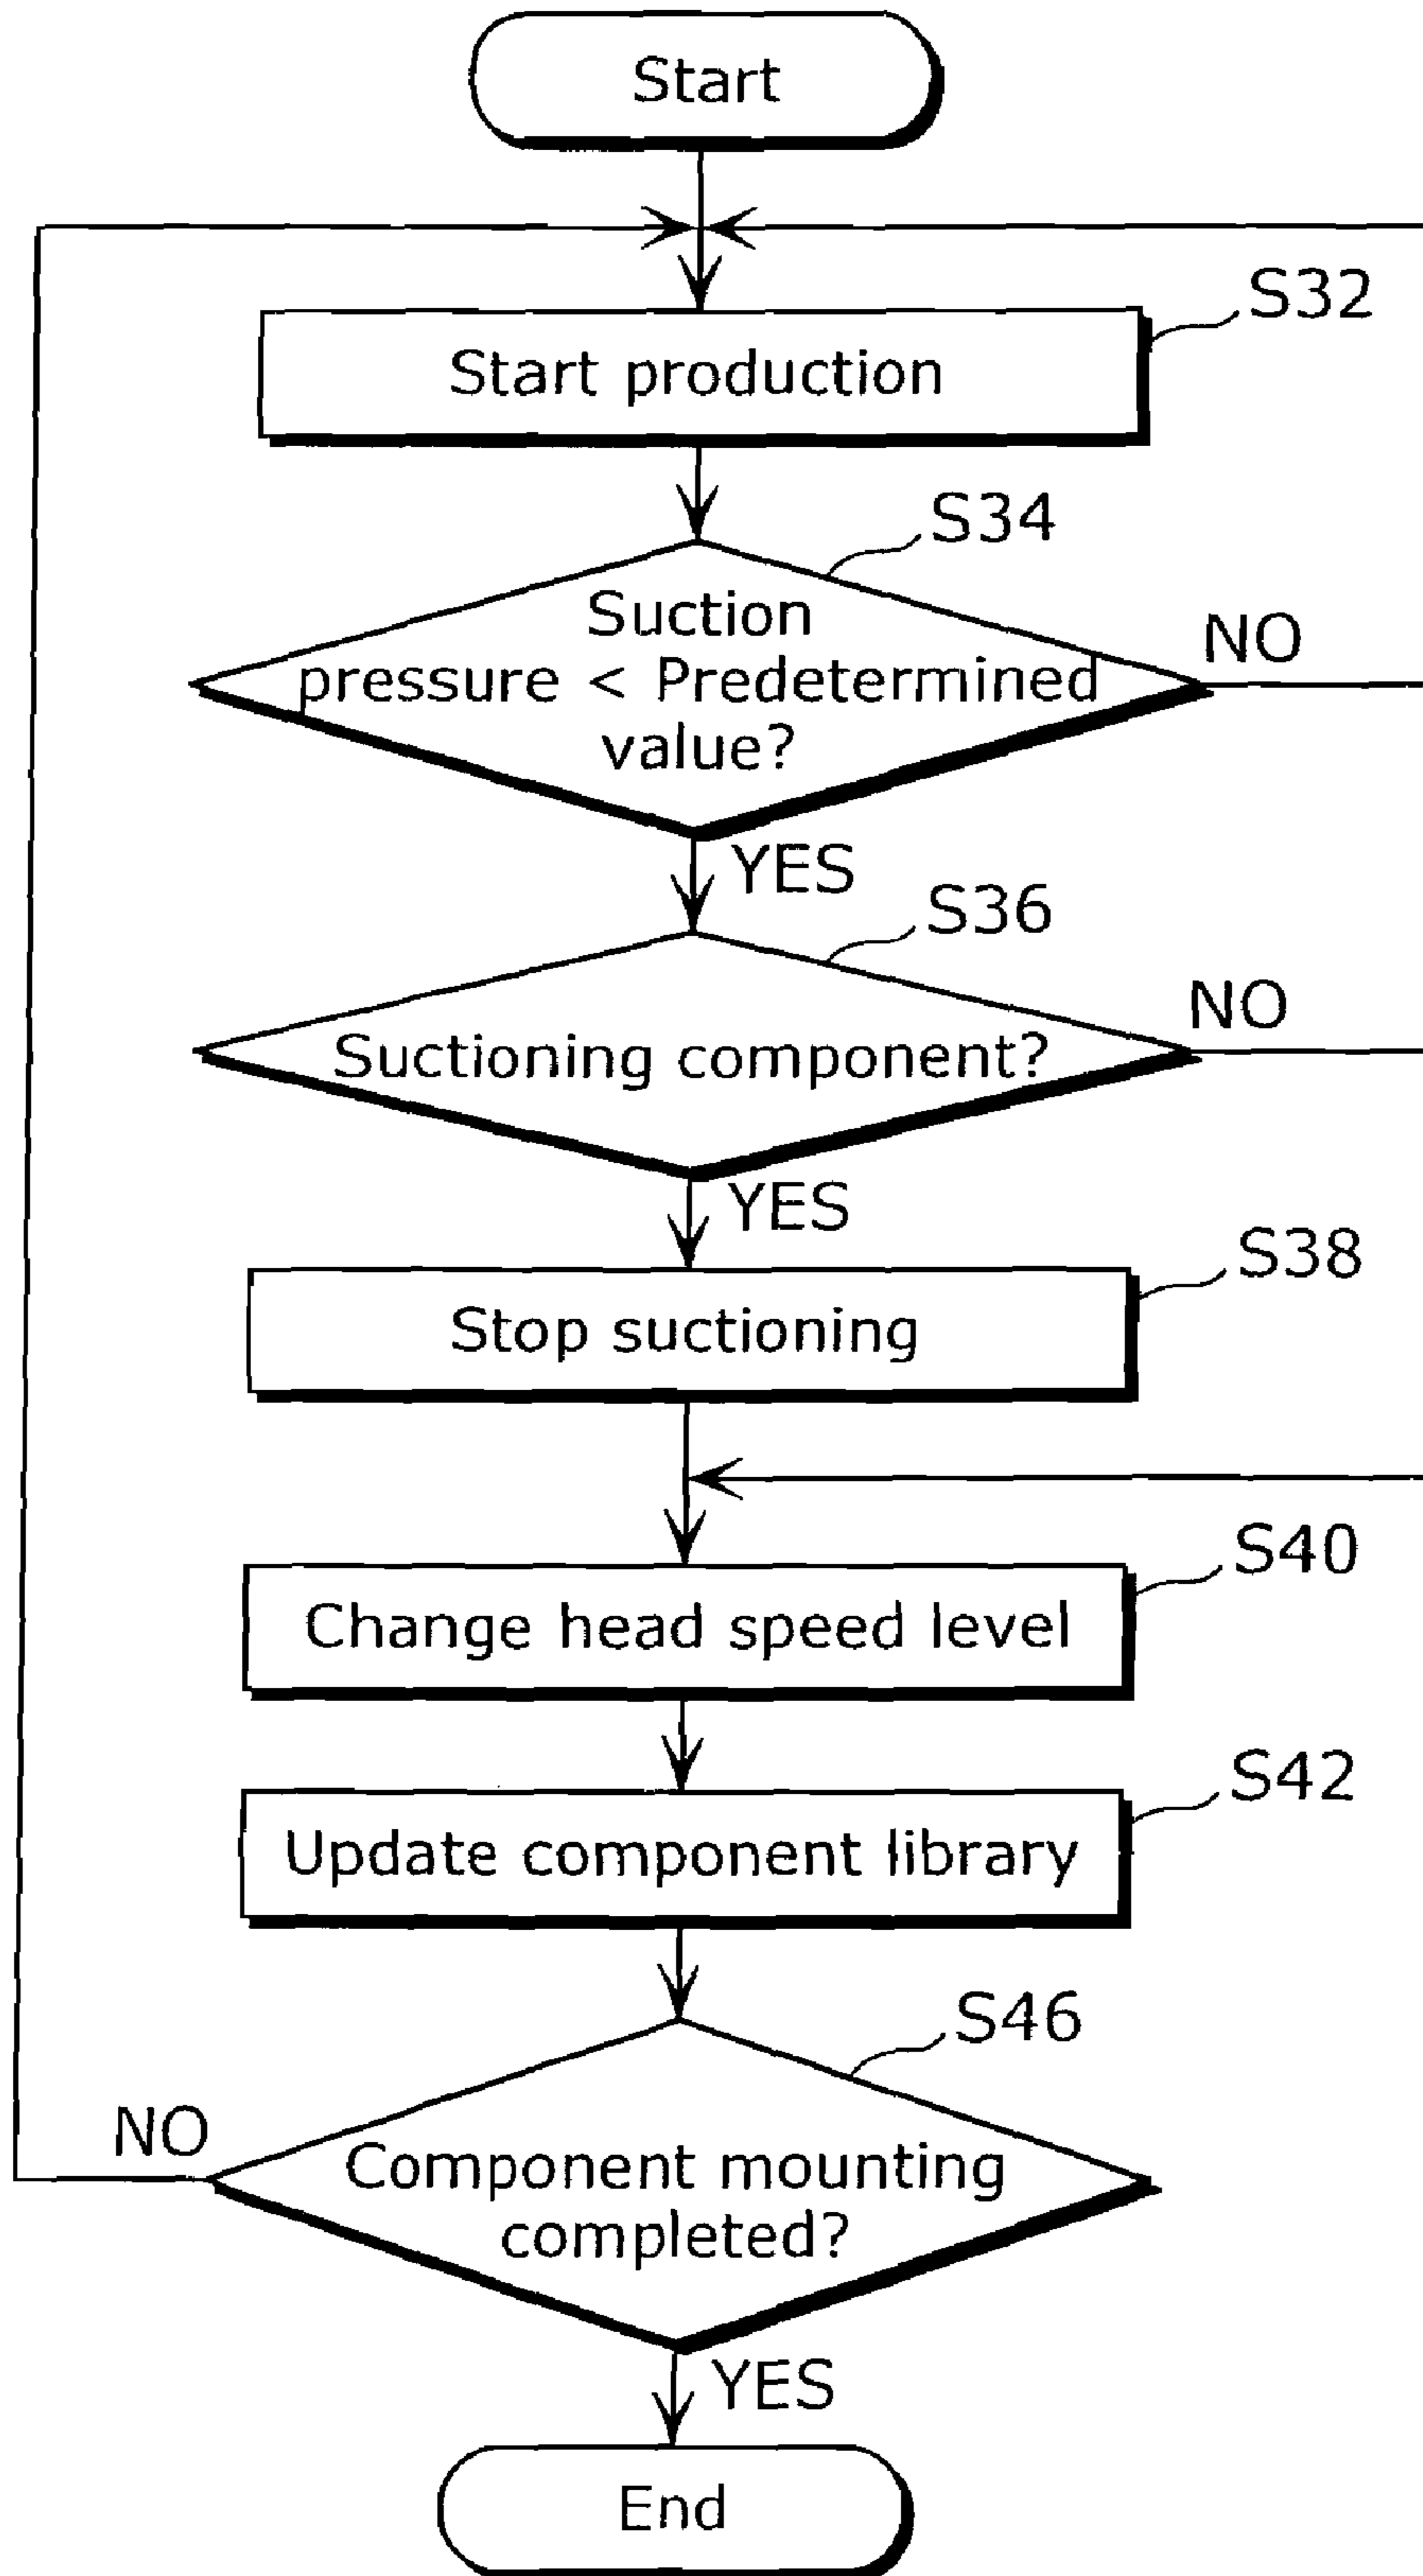 Start
S32
Start production
S34
Suction
pressure < Predetermined
value?
NO
YES
S36
Suctioning component?
NO
YES
S38
Stop suctioning
S40
Change head speed level
S42
Update component library
S46
NO
Component mounting
completed?
YES
End